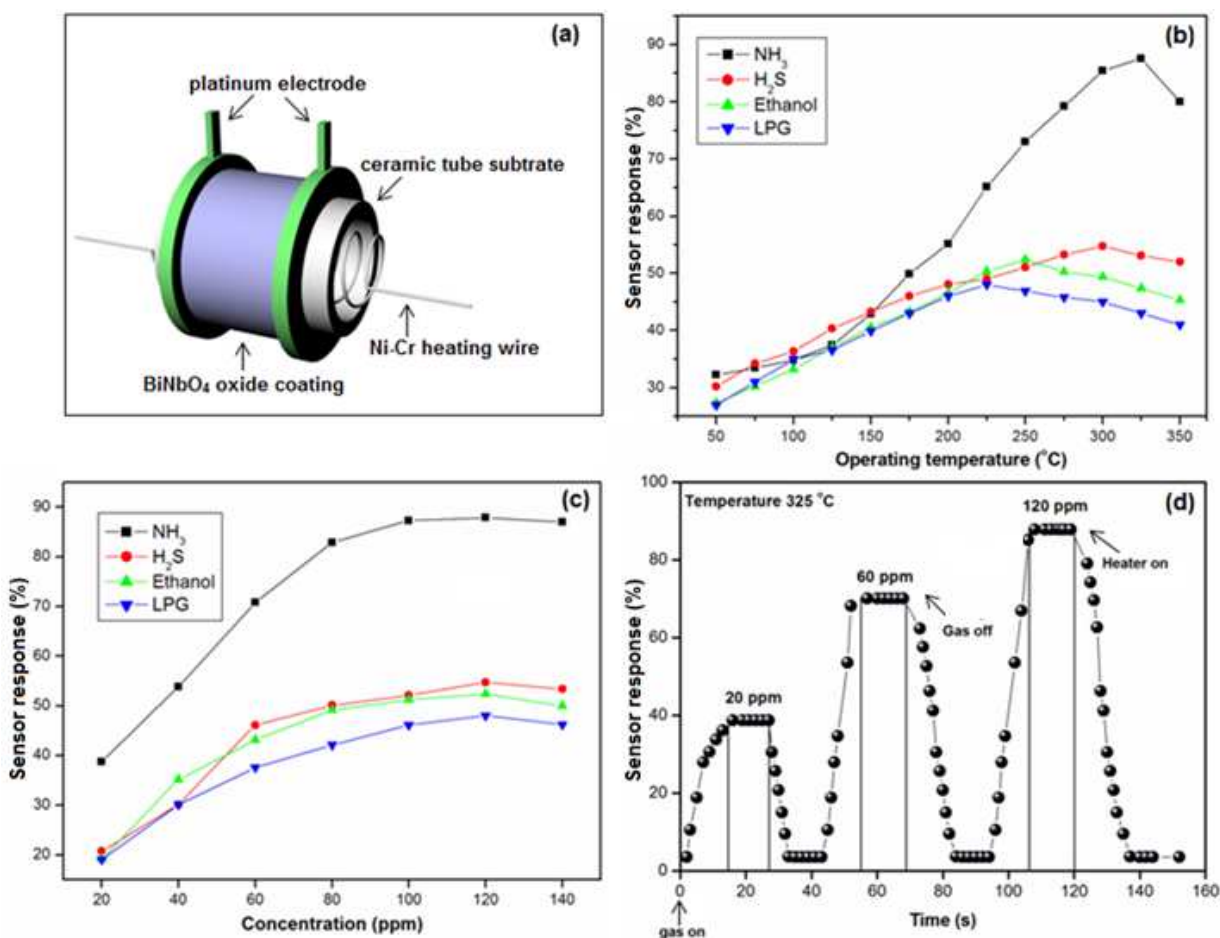 (a)
platinum electrode
ceramic tube subtrate
Ni-Cr heating wire
BiNbO₄ oxide coating
(b)
NH₃
H₂S
Ethanol
LPG
90
80
70
60
50
40
30
Sensor response (%)
50 100 150 200 250 300 350
Operating temperature (°C)
(c)
NH₃
H₂S
Ethanol
LPG
90
80
70
60
50
40
30
20
Sensor response (%)
20 40 60 80 100 120 140
Concentration (ppm)
(d)
Temperature 325 °C
120 ppm
Heater on
60 ppm
Gas off
20 ppm
100
80
60
40
20
0
Sensor response (%)
0 20 40 60 80 100 120 140 160
Time (s)
gas on